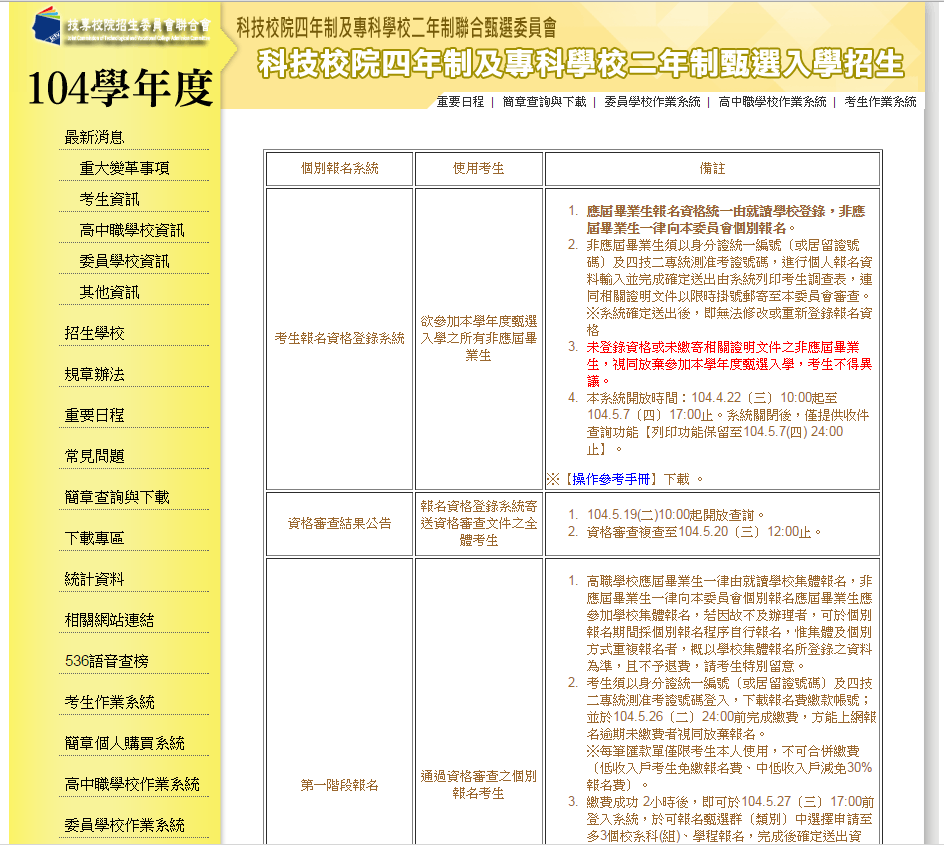 技專校院招生委員會聯合會
104學年度
科技校院四年制及專科學校二年制聯合甄選委員會
科技校院四年制及專科學校二年制甄選入學招生
重要日程 | 簡章查詢與下載 | 委員學校作業系統 | 高中職學校作業系統 | 考生作業系統
最新消息
重大變革事項
考生資訊
高中職學校資訊
委員學校資訊
其他資訊
招生學校
規章辦法
重要日程
常見問題
簡章查詢與下載
下載專區
統計資料
相關網站連結
536語音查榜
考生作業系統
簡章個人購買系統
高中職學校作業系統
委員學校作業系統
個別報名系統
使用考生
備註
考生報名資格登錄系統
欲參加本學年度甄選
入學之所有非應屆畢
業生
1. 應屆畢業生報名資格統一由就讀學校登錄，非應
屆畢業生一律向本委員會個別報名。
2. 非應屆畢業生須以身分證統一編號〔或居留證號
碼〕及四技二專統測准考證號碼，進行個人報名資
料輸入並完成確定送出由系統列印考生調查表，連
同相關證明文件以限時掛號郵寄至本委員會審查。
※系統確定送出後，即無法修改或重新登錄報名資
格
3. 未登錄資格或未繳寄相關證明文件之非應屆畢業
生，視同放棄參加本學年度甄選入學，考生不得異
議。
4. 本系統開放時間：104.4.22〔三〕10:00起至
104.5.7〔四〕17:00止。系統關閉後，僅提供收件
查詢功能【列印功能保留至104.5.7(四) 24:00
止】。
※【操作參考手冊】下載 。
資格審查結果公告
報名資格登錄系統寄
送資格審查文件之全
體考生
1. 104.5.19(二)10:00起開放查詢。
2. 資格審查複查至104.5.20〔三〕12:00止。
第一階段報名
通過資格審查之個別
報名考生
1. 高職學校應屆畢業生一律由就讀學校集體報名，非
應屆畢業生一律向本委員會個別報名應屆畢業生應
參加學校集體報名，若因故不及辦理者，可於個別
報名期間採個別報名程序自行報名，惟集體及個別
方式重複報名者，概以學校集體報名所登錄之資料
為準，且不予退費，請考生特別留意。
2. 考生須以身分證統一編號〔或居留證號碼〕及四技
二專統測准考證號碼登入，下載報名費繳款帳號；
並於104.5.26〔二〕24:00前完成繳費，方能上網報
名逾期未繳費者視同放棄報名。
※每筆匯款單僅限考生本人使用，不可合併繳費
〔低收入戶考生免繳報名費、中低收入戶減免30%
報名費〕。
3. 繳費成功 2小時後，即可於104.5.27〔三〕17:00前
登入系統，於可報名甄選群〔類別〕中選擇申請至
多3個校系科(組)、學程報名，完成後確定送出資